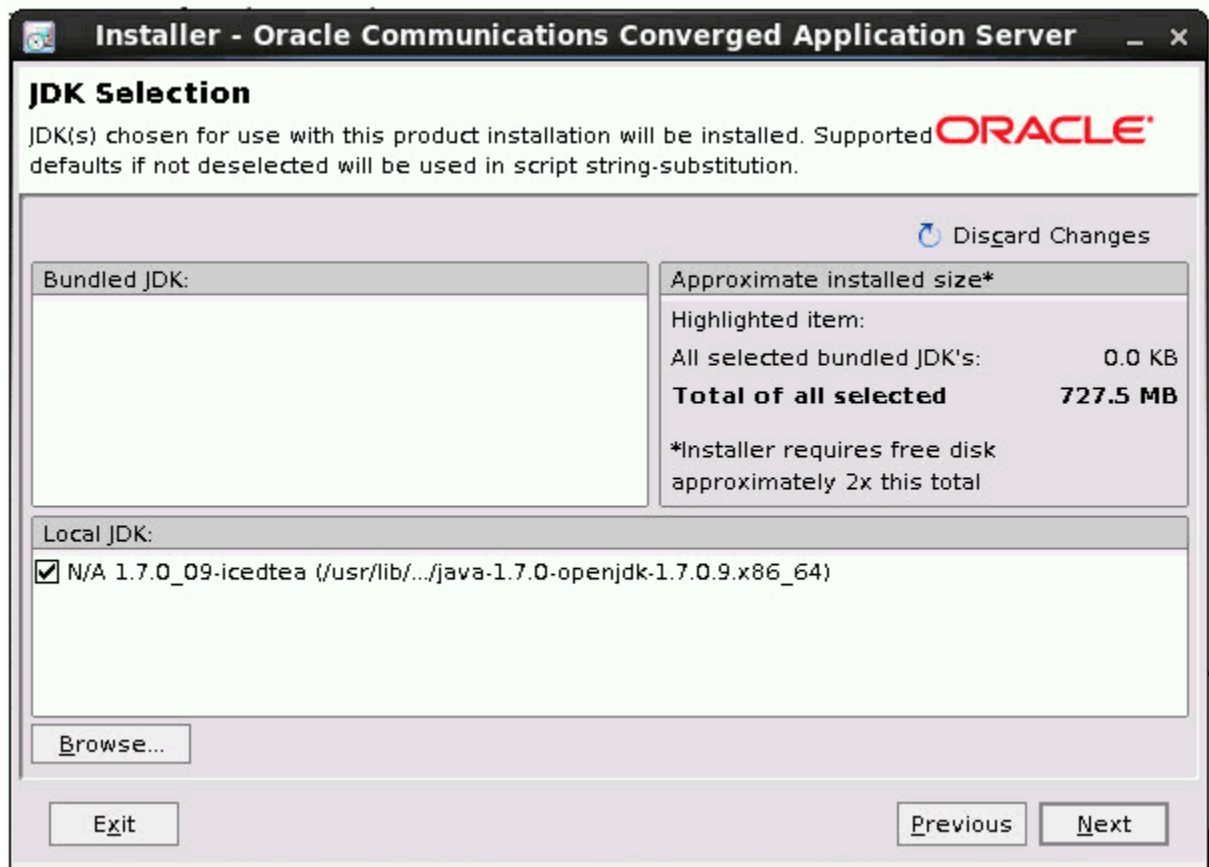 Installer - Oracle Communications Converged Application Server
JDK Selection
JDK(s) chosen for use with this product installation will be installed. Supported
defaults if not deselected will be used in script string-substitution.
ORACLE
Discard Changes
Bundled JDK:
Approximate installed size*
Highlighted item:
All selected bundled JDK's: 0.0 KB
Total of all selected 727.5 MB
*Installer requires free disk
approximately 2x this total
Local JDK:
N/A 1.7.0_09-icedtea (/usr/lib/.../java-1.7.0-openjdk-1.7.0.9.x86_64)
Browse...
Exit
Previous
Next